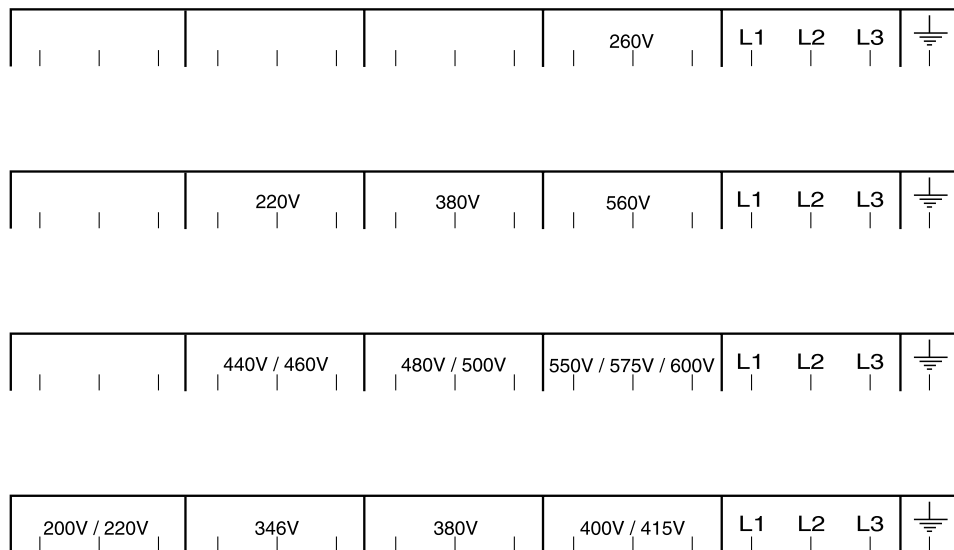 260V L1 L2 L3
220V 380V 560V L1 L2 L3
440V / 460V 480V / 500V 550V / 575V / 600V L1 L2 L3
200V / 220V 346V 380V 400V / 415V L1 L2 L3